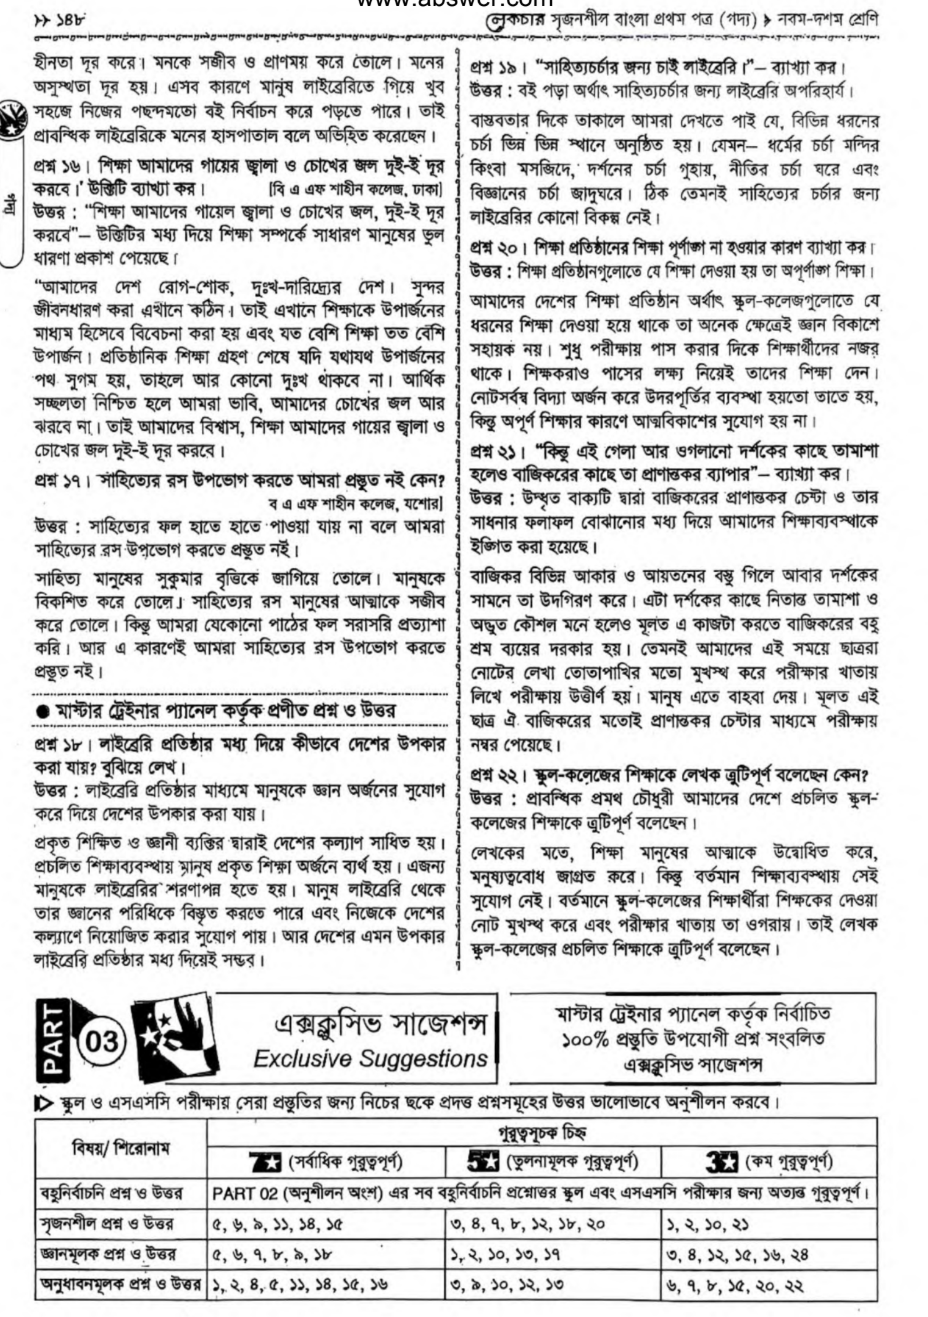 www.abswer.com
>> ১৪৮
লেকচার সৃজনশীল বাংলা প্রথম পত্র (গদ্য) ▶ নবম-দশম শ্রেণি
হীনতা দূর করে। মনকে সজীব ও প্রাণময় করে তোলে। মনের
অসুস্থতা দূর হয়। এসব কারণে মানুষ লাইব্রেরিতে গিয়ে খুব
সহজে নিজের পছন্দমতো বই নির্বাচন করে পড়তে পারে। তাই
প্রাবন্ধিক লাইব্রেরিকে মনের হাসপাতাল বলে অভিহিত করেছেন।
গদ্য
প্রশ্ন ১৬। শিক্ষা আমাদের গায়ের জ্বালা ও চোখের জল দুই-ই দূর
করবে।' উক্তিটি ব্যাখ্যা কর। [বি এ এফ শাহীন কলেজ, ঢাকা]
উত্তর : “শিক্ষা আমাদের গায়েল জ্বালা ও চোখের জল, দুই-ই দূর
করবে”– উক্তিটির মধ্য দিয়ে শিক্ষা সম্পর্কে সাধারণ মানুষের ভুল
ধারণা প্রকাশ পেয়েছে।
“আমাদের দেশ রোগ-শোক, দুঃখ-দারিদ্র্যের দেশ। সুন্দর
জীবনধারণ করা এখানে কঠিন। তাই এখানে শিক্ষাকে উপার্জনের
মাধ্যম হিসেবে বিবেচনা করা হয় এবং যত বেশি শিক্ষা তত বেশি
উপার্জন। প্রতিষ্ঠানিক শিক্ষা গ্রহণ শেষে যদি যথাযথ উপার্জনের
পথ সুগম হয়, তাহলে আর কোনো দুঃখ থাকবে না। আর্থিক
সচ্ছলতা নিশ্চিত হলে আমরা ভাবি, আমাদের চোখের জল আর
ঝরবে না। তাই আমাদের বিশ্বাস, শিক্ষা আমাদের গায়ের জ্বালা ও
চোখের জল দুই-ই দূর করবে।
প্রশ্ন ১৭। সাহিত্যের রস উপভোগ করতে আমরা প্রস্তুত নই কেন?
ব এ এফ শাহীন কলেজ, যশোর]
উত্তর : সাহিত্যের ফল হাতে হাতে পাওয়া যায় না বলে আমরা
সাহিত্যের রস উপভোগ করতে প্রস্তুত নই।
সাহিত্য মানুষের সুকুমার বৃত্তিকে জাগিয়ে তোলে। মানুষকে
বিকশিত করে তোলে। সাহিত্যের রস মানুষের আত্মাকে সজীব
করে তোলে। কিন্তু আমরা যেকোনো পাঠের ফল সরাসরি প্রত্যাশা
করি। আর এ কারণেই আমরা সাহিত্যের রস উপভোগ করতে
প্রস্তুত নই।
● মাস্টার ট্রেইনার প্যানেল কর্তৃক প্রণীত প্রশ্ন ও উত্তর
প্রশ্ন ১৮। লাইব্রেরি প্রতিষ্ঠার মধ্য দিয়ে কীভাবে দেশের উপকার
করা যায়? বুঝিয়ে লেখ।
উত্তর : লাইব্রেরি প্রতিষ্ঠার মাধ্যমে মানুষকে জ্ঞান অর্জনের সুযোগ
করে দিয়ে দেশের উপকার করা যায়।
প্রকৃত শিক্ষিত ও জ্ঞানী ব্যক্তির দ্বারাই দেশের কল্যাণ সাধিত হয়।
প্রচলিত শিক্ষাব্যবস্থায় মানুষ প্রকৃত শিক্ষা অর্জনে ব্যর্থ হয়। এজন্য
মানুষকে লাইব্রেরির শরণাপন্ন হতে হয়। মানুষ লাইব্রেরি থেকে
তার জ্ঞানের পরিধিকে বিস্তৃত করতে পারে এবং নিজেকে দেশের
কল্যাণে নিয়োজিত করার সুযোগ পায়। আর দেশের এমন উপকার
লাইব্রেরি প্রতিষ্ঠার মধ্য দিয়েই সম্ভব।
প্রশ্ন ১৯। “সাহিত্যচর্চার জন্য চাই লাইব্রেরি।”– ব্যাখ্যা কর।
উত্তর : বই পড়া অর্থাৎ সাহিত্যচর্চার জন্য লাইব্রেরি অপরিহার্য।
বাস্তবতার দিকে তাকালে আমরা দেখতে পাই যে, বিভিন্ন ধরনের
চর্চা ভিন্ন ভিন্ন স্থানে অনুষ্ঠিত হয়। যেমন– ধর্মের চর্চা মন্দির
কিংবা মসজিদে, দর্শনের চর্চা গুহায়, নীতির চর্চা ঘরে এবং
বিজ্ঞানের চর্চা জাদুঘরে। ঠিক তেমনই সাহিত্যের চর্চার জন্য
লাইব্রেরির কোনো বিকল্প নেই।
প্রশ্ন ২০। শিক্ষা প্রতিষ্ঠানের শিক্ষা পূর্ণাঙ্গ না হওয়ার কারণ ব্যাখ্যা কর।
উত্তর : শিক্ষা প্রতিষ্ঠানগুলোতে যে শিক্ষা দেওয়া হয় তা অপূর্ণাঙ্গ শিক্ষা।
আমাদের দেশের শিক্ষা প্রতিষ্ঠান অর্থাৎ স্কুল-কলেজগুলোতে যে
ধরনের শিক্ষা দেওয়া হয়ে থাকে তা অনেক ক্ষেত্রেই জ্ঞান বিকাশে
সহায়ক নয়। শুধু পরীক্ষায় পাস করার দিকে শিক্ষার্থীদের নজর
থাকে। শিক্ষকরাও পাসের লক্ষ্য নিয়েই তাদের শিক্ষা দেন।
নোটসর্বস্ব বিদ্যা অর্জন করে উদরপূর্তির ব্যবস্থা হয়তো তাতে হয়,
কিন্তু অপূর্ণ শিক্ষার কারণে আত্মবিকাশের সুযোগ হয় না।
প্রশ্ন ২১। “কিন্তু এই গেলা আর ওগলানো দর্শকের কাছে তামাশা
হলেও বাজিকরের কাছে তা প্রাণান্তকর ব্যাপার”– ব্যাখ্যা কর।
উত্তর : উদ্ধৃত বাক্যটি দ্বারা বাজিকরের প্রাণান্তকর চেষ্টা ও তার
সাধনার ফলাফল বোঝানোর মধ্য দিয়ে আমাদের শিক্ষাব্যবস্থাকে
ইঙ্গিত করা হয়েছে।
বাজিকর বিভিন্ন আকার ও আয়তনের বস্তু গিলে আবার দর্শকের
সামনে তা উদগিরণ করে। এটা দর্শকের কাছে নিতান্ত তামাশা ও
অদ্ভুত কৌশল মনে হলেও মূলত এ কাজটা করতে বাজিকরের বহু
শ্রম ব্যয়ের দরকার হয়। তেমনই আমাদের এই সময়ে ছাত্ররা
নোটের লেখা তোতাপাখির মতো মুখস্থ করে পরীক্ষার খাতায়
লিখে পরীক্ষায় উত্তীর্ণ হয়। মানুষ এতে বাহবা দেয়। মূলত এই
ছাত্র ঐ বাজিকরের মতোই প্রাণান্তকর চেষ্টার মাধ্যমে পরীক্ষায়
নম্বর পেয়েছে।
প্রশ্ন ২২। স্কুল-কলেজের শিক্ষাকে লেখক ত্রুটিপূর্ণ বলেছেন কেন?
উত্তর : প্রাবন্ধিক প্রমথ চৌধুরী আমাদের দেশে প্রচলিত স্কুল-
কলেজের শিক্ষাকে ত্রুটিপূর্ণ বলেছেন।
লেখকের মতে, শিক্ষা মানুষের আত্মাকে উদ্বোধিত করে,
মনুষ্যত্ববোধ জাগ্রত করে। কিন্তু বর্তমান শিক্ষাব্যবস্থায় সেই
সুযোগ নেই। বর্তমানে স্কুল-কলেজের শিক্ষার্থীরা শিক্ষকের দেওয়া
নোট মুখস্থ করে এবং পরীক্ষার খাতায় তা ওগরায়। তাই লেখক
স্কুল-কলেজের প্রচলিত শিক্ষাকে ত্রুটিপূর্ণ বলেছেন।
PART 03
এক্সক্লুসিভ সাজেশন্স
Exclusive Suggestions
মাস্টার ট্রেইনার প্যানেল কর্তৃক নির্বাচিত
১০০% প্রস্তুতি উপযোগী প্রশ্ন সংবলিত
এক্সক্লুসিভ সাজেশন্স
▷ স্কুল ও এসএসসি পরীক্ষায় সেরা প্রস্তুতির জন্য নিচের ছকে প্রদত্ত প্রশ্নসমূহের উত্তর ভালোভাবে অনুশীলন করবে।
বিষয়/ শিরোনাম
গুরুত্বসূচক চিহ্ন
7★ (সর্বাধিক গুরুত্বপূর্ণ) 5★ (তুলনামূলক গুরুত্বপূর্ণ) 3★ (কম গুরুত্বপূর্ণ)
বহুনির্বাচনি প্রশ্ন ও উত্তর PART 02 (অনুশীলন অংশ) এর সব বহুনির্বাচনি প্রশ্নোত্তর স্কুল এবং এসএসসি পরীক্ষার জন্য অত্যন্ত গুরুত্বপূর্ণ।
সৃজনশীল প্রশ্ন ও উত্তর ৫, ৬, ৯, ১১, ১৪, ১৫ ৩, ৪, ৭, ৮, ১২, ১৮, ২০ ১, ২, ১০, ২১
জ্ঞানমূলক প্রশ্ন ও উত্তর ৫, ৬, ৭, ৮, ৯, ১৮ ১, ২, ১০, ১৩, ১৭ ৩, ৪, ১২, ১৫, ১৬, ২৪
অনুধাবনমূলক প্রশ্ন ও উত্তর ১, ২, ৪, ৫, ১১, ১৪, ১৫, ১৬ ৩, ৯, ১০, ১২, ১৩ ৬, ৭, ৮, ১৫, ২০, ২২